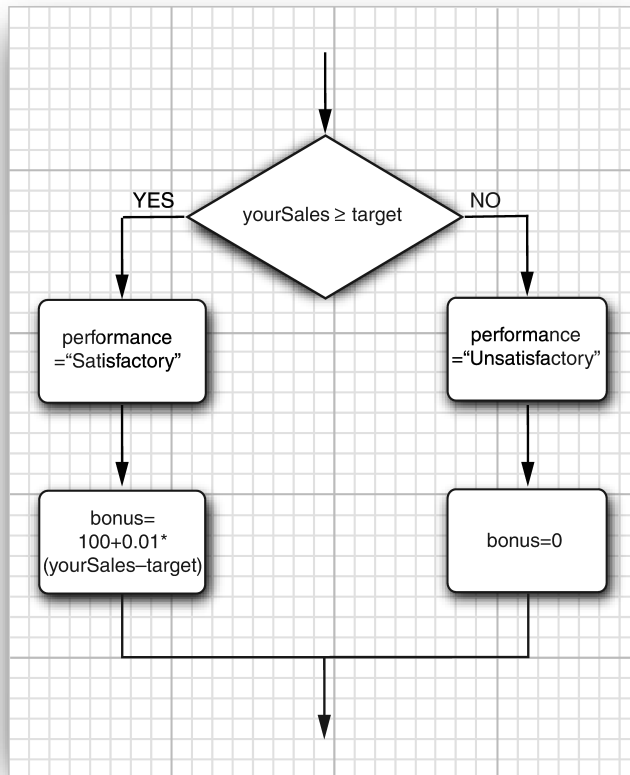 yourSales ≥ target
YES
NO
performance
=“Satisfactory”
performance
=“Unsatisfactory”
bonus=
100+0.01*
(yourSales–target)
bonus=0